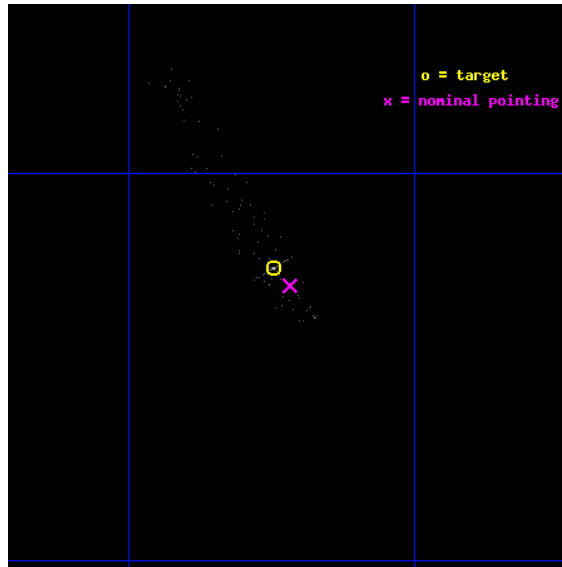 o = target
x = nominal pointing